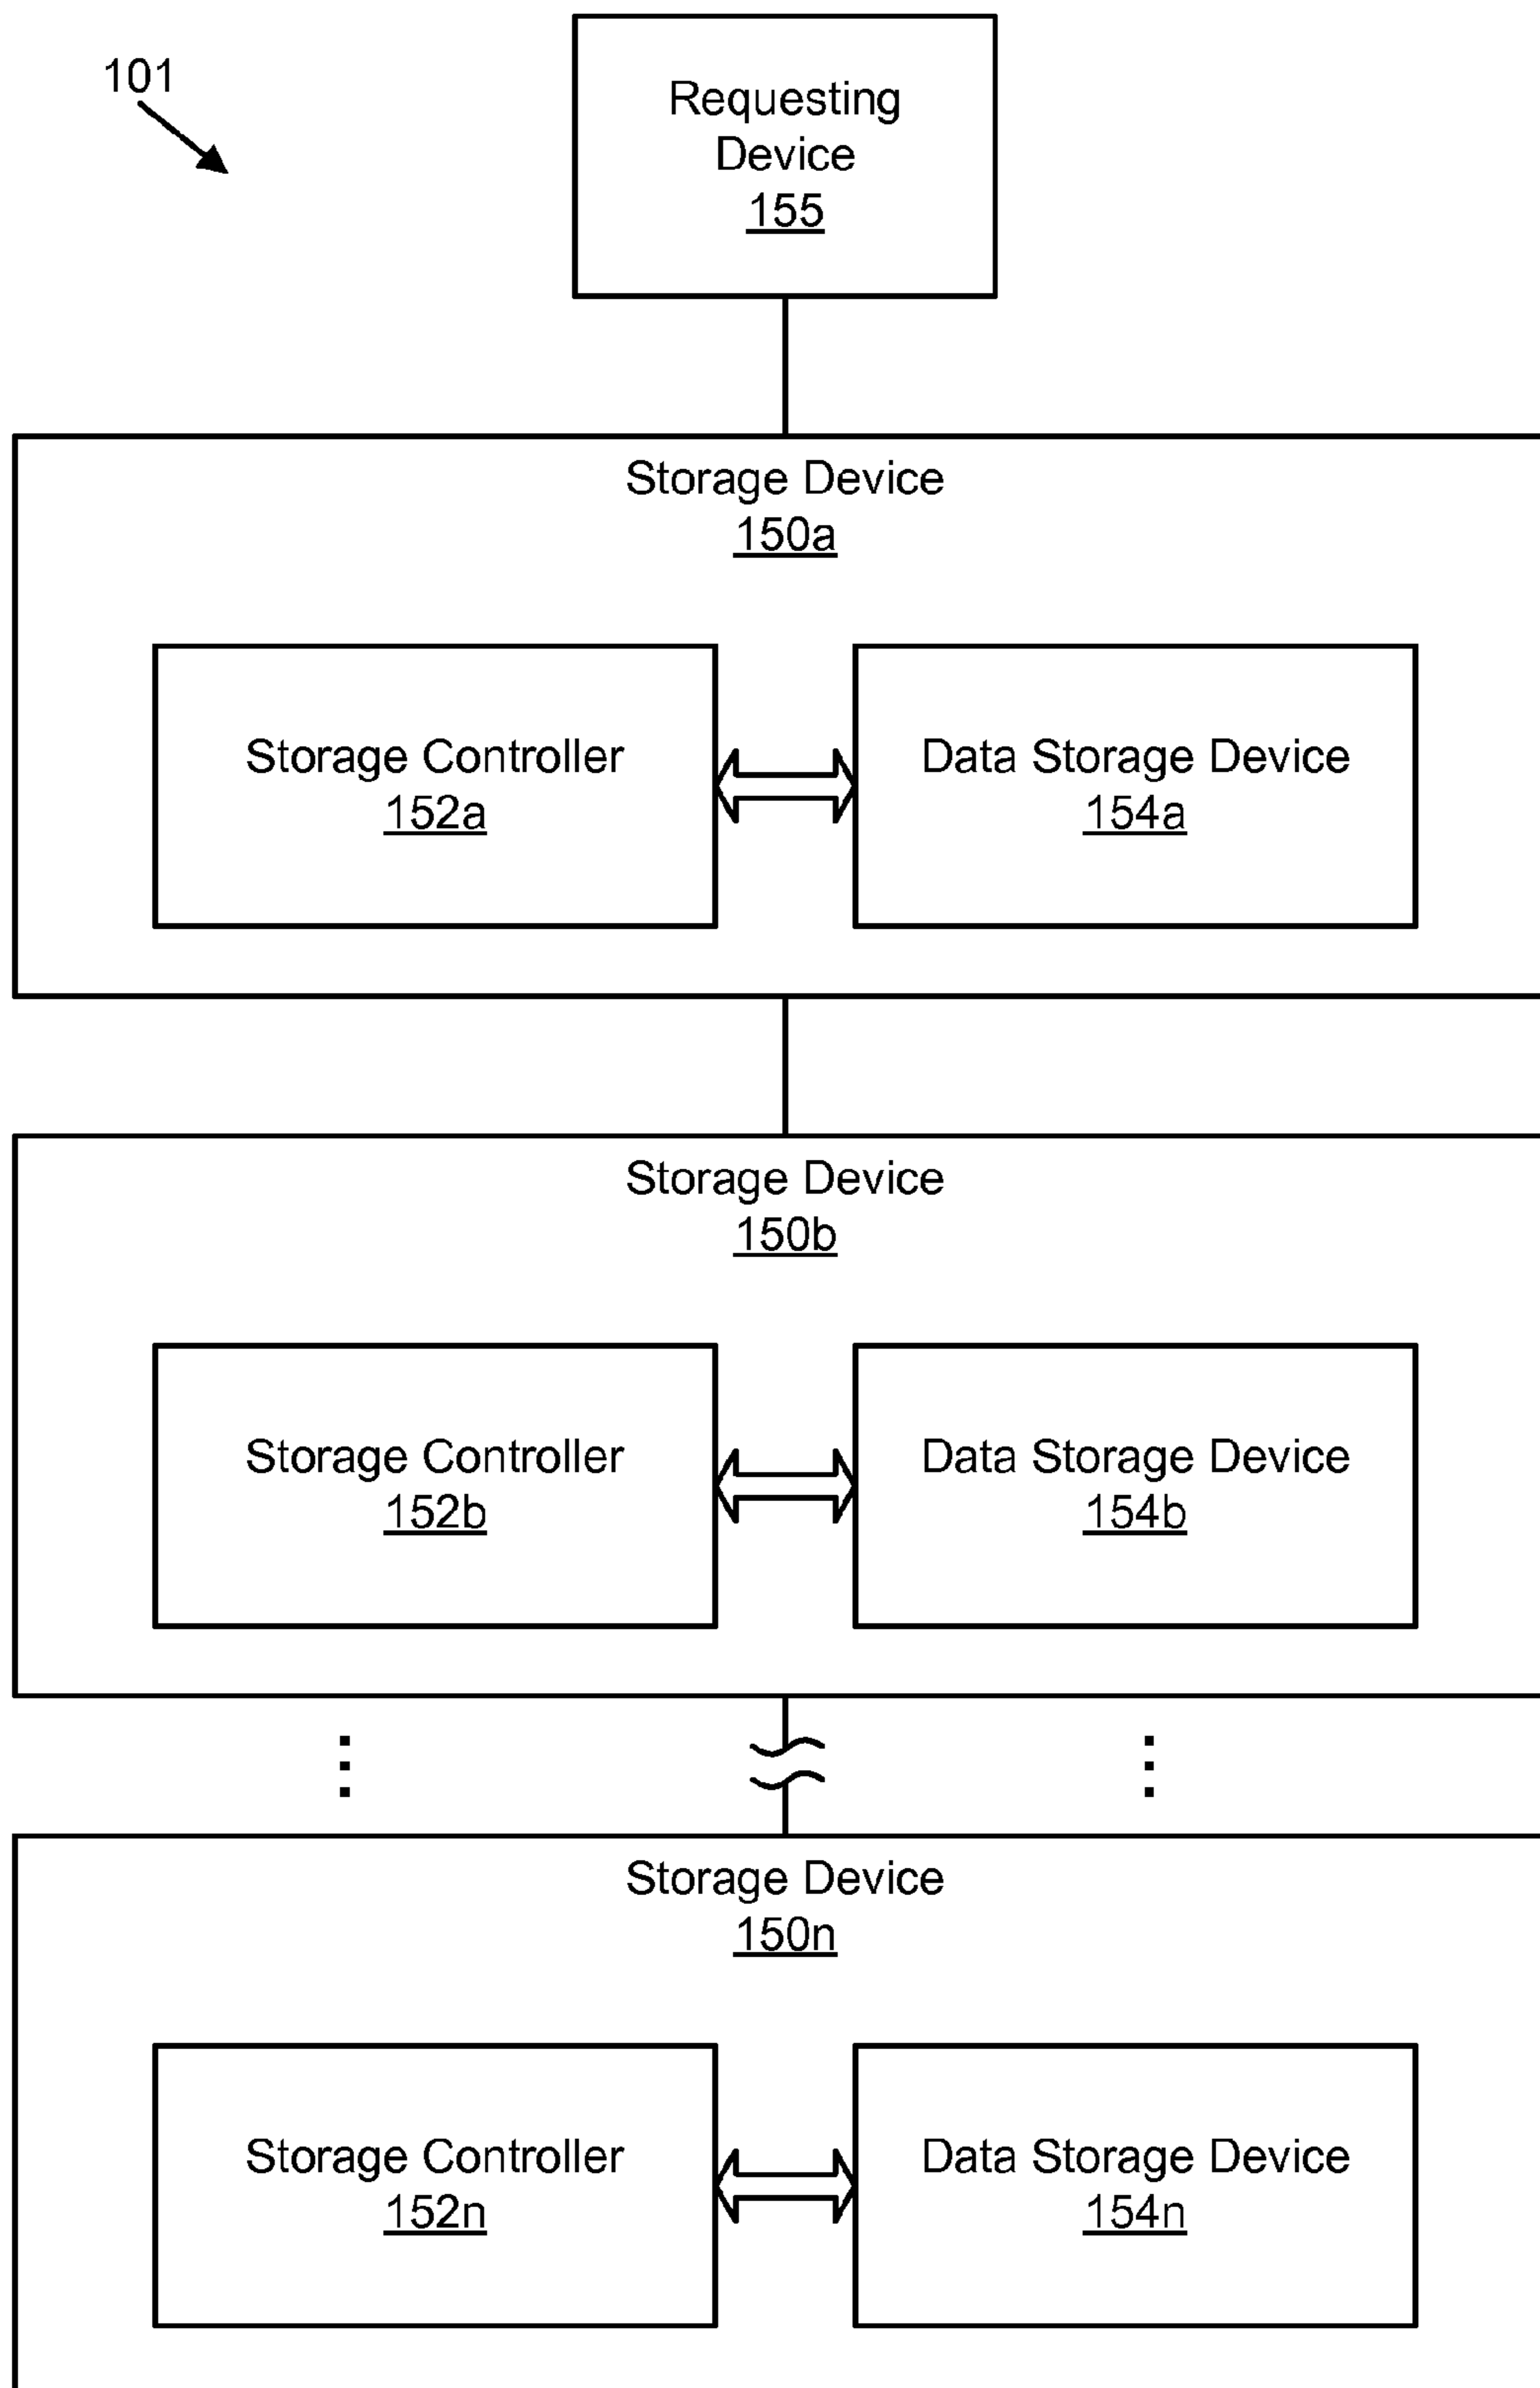 101
Requesting
Device
155
Storage Device
150a
Storage Controller
152a
Data Storage Device
154a
Storage Device
150b
Storage Controller
152b
Data Storage Device
154b
Storage Device
150n
Storage Controller
152n
Data Storage Device
154n